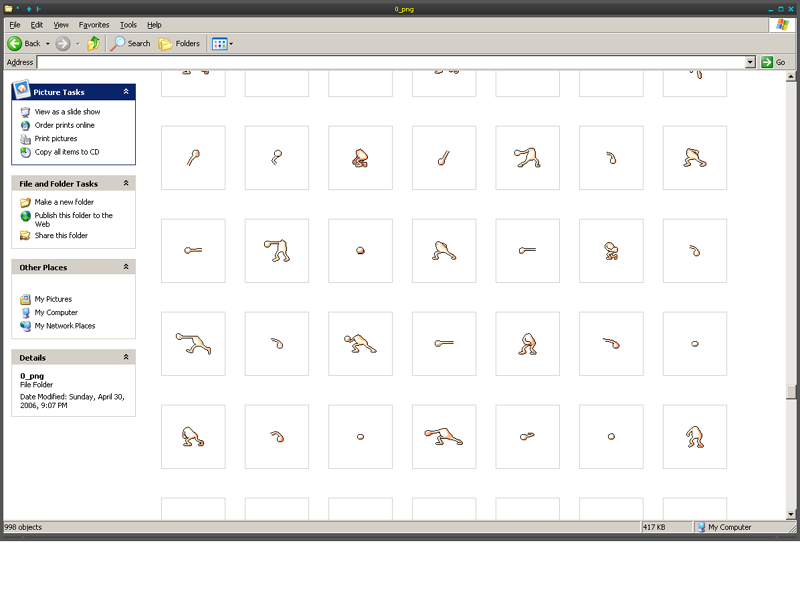 0_png
File Edit View Favorites Tools Help
Back Search Folders
Address Go
Picture Tasks
View as a slide show
Order prints online
Print pictures
Copy all items to CD
File and Folder Tasks
Make a new folder
Publish this folder to the
Web
Share this folder
Other Places
My Pictures
My Computer
My Network Places
Details
0_png
File Folder
Date Modified: Sunday, April 30,
2006, 9:07 PM
998 objects 417 KB My Computer